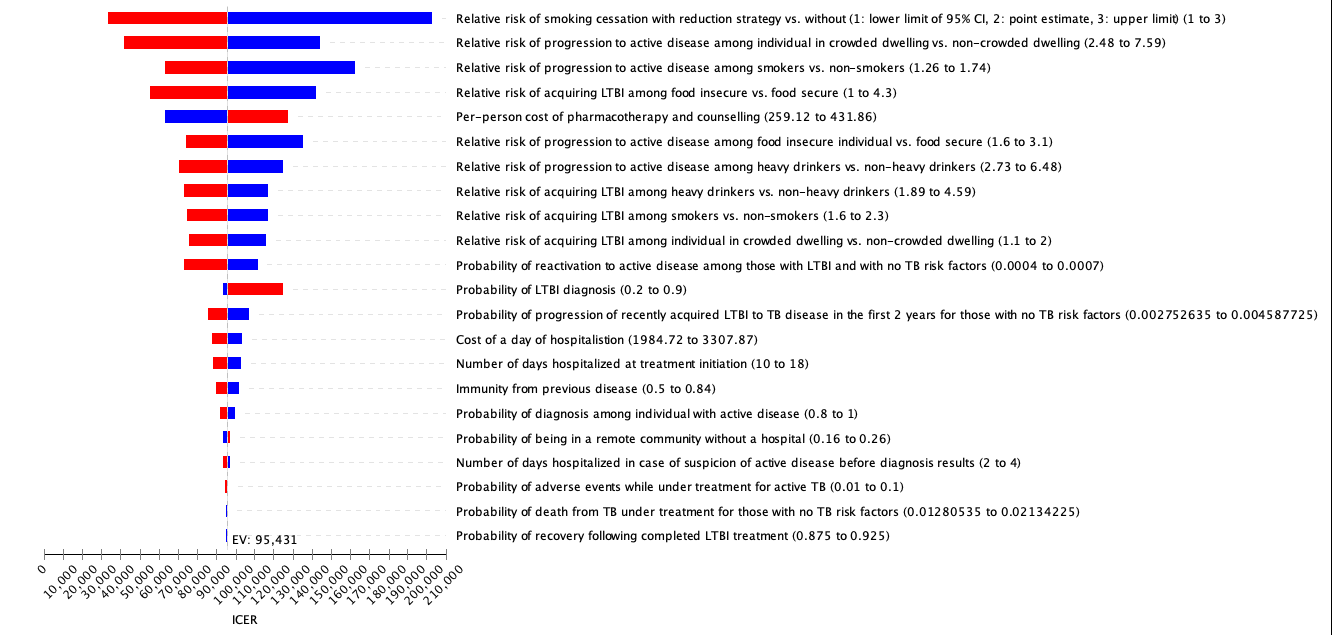 Relative risk of smoking cessation with reduction strategy vs. without (1: lower limit of 95% CI, 2: point estimate, 3: upper limit) (1 to 3)
Relative risk of progression to active disease among individual in crowded dwelling vs. non-crowded dwelling (2.48 to 7.59)
Relative risk of progression to active disease among smokers vs. non-smokers (1.26 to 1.74)
Relative risk of acquiring LTBI among food insecure vs. food secure (1 to 4.3)
Per-person cost of pharmacotherapy and counselling (259.12 to 431.86)
Relative risk of progression to active disease among food insecure individual vs. food secure (1.6 to 3.1)
Relative risk of progression to active disease among heavy drinkers vs. non-heavy drinkers (2.73 to 6.48)
Relative risk of acquiring LTBI among heavy drinkers vs. non-heavy drinkers (1.89 to 4.59)
Relative risk of acquiring LTBI among smokers vs. non-smokers (1.6 to 2.3)
Relative risk of acquiring LTBI among individual in crowded dwelling vs. non-crowded dwelling (1.1 to 2)
Probability of reactivation to active disease among those with LTBI and with no TB risk factors (0.0004 to 0.0007)
Probability of LTBI diagnosis (0.2 to 0.9)
Probability of progression of recently acquired LTBI to TB disease in the first 2 years for those with no TB risk factors (0.002752635 to 0.004587725)
Cost of a day of hospitalistion (1984.72 to 3307.87)
Number of days hospitalized at treatment initiation (10 to 18)
Immunity from previous disease (0.5 to 0.84)
Probability of diagnosis among individual with active disease (0.8 to 1)
Probability of being in a remote community without a hospital (0.16 to 0.26)
Number of days hospitalized in case of suspicion of active disease before diagnosis results (2 to 4)
Probability of adverse events while under treatment for active TB (0.01 to 0.1)
Probability of death from TB under treatment for those with no TB risk factors (0.01280535 to 0.02134225)
Probability of recovery following completed LTBI treatment (0.875 to 0.925)
EV: 95,431
0
10,000
20,000
30,000
40,000
50,000
60,000
70,000
80,000
90,000
100,000
110,000
120,000
130,000
140,000
150,000
160,000
170,000
180,000
190,000
200,000
210,000
ICER